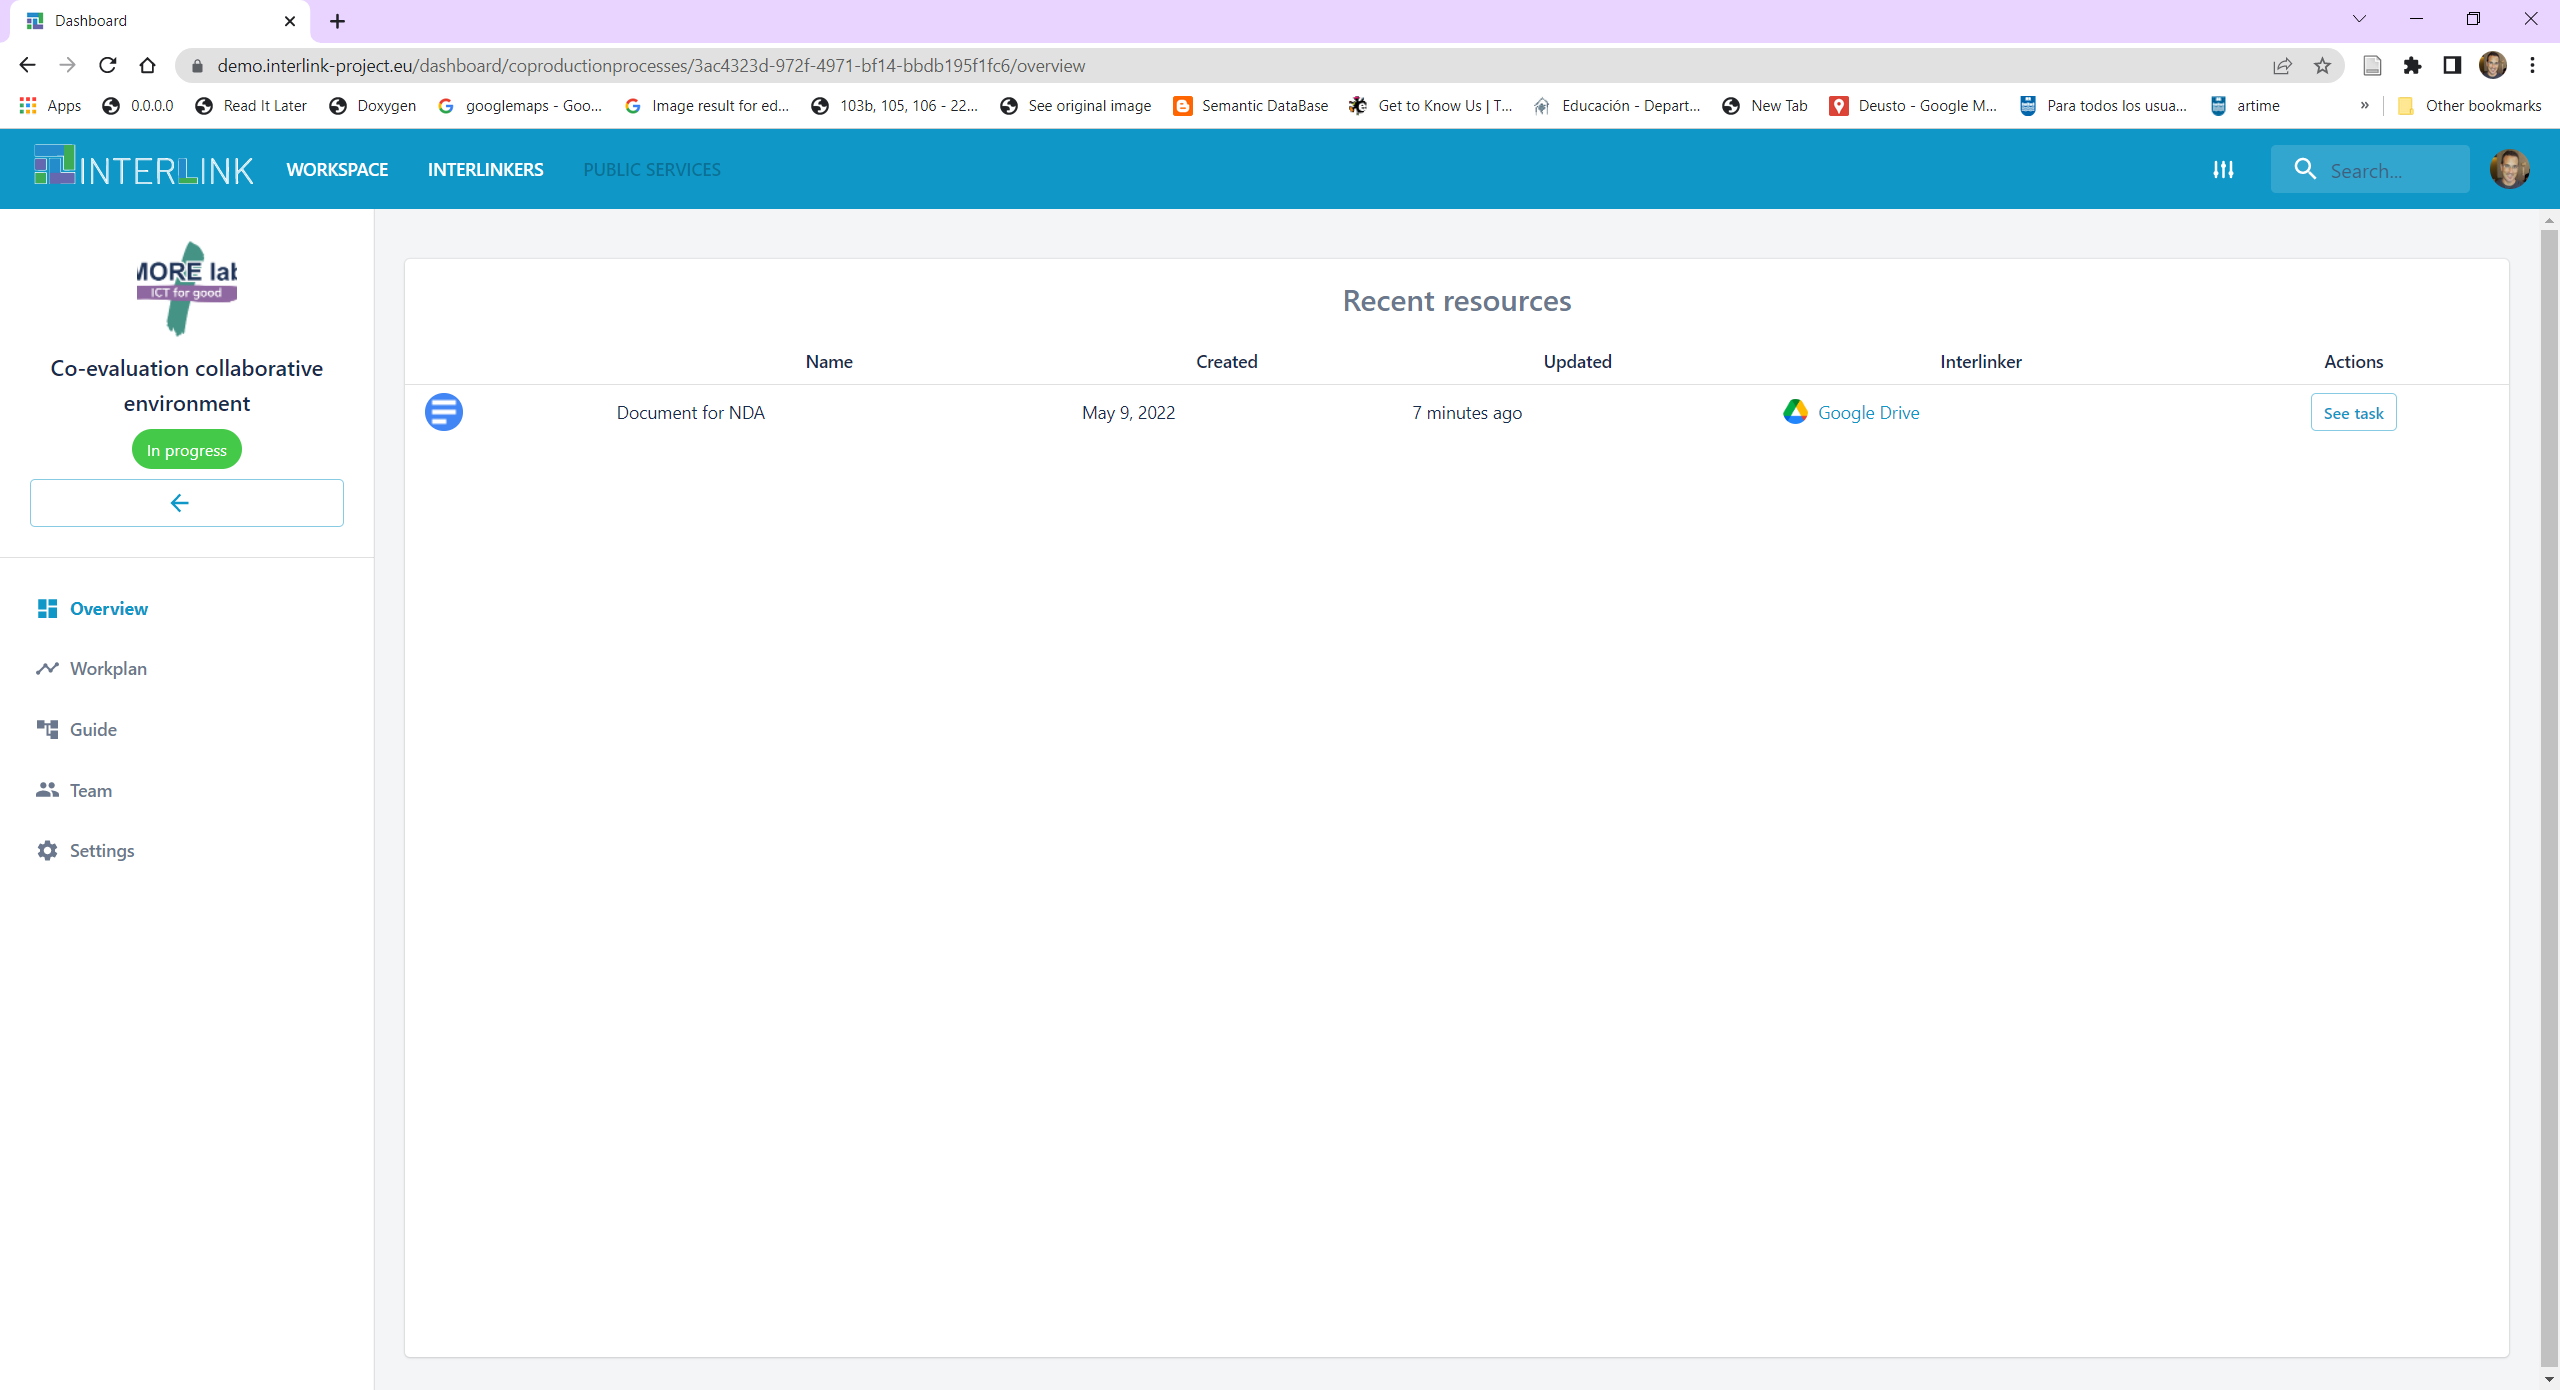 Dashboard
demo.interlink-project.eu/dashboard/coproductionprocesses/3ac4323d-972f-4971-bf14-bbdb195f1fc6/overview
Apps 0.0.0.0 Read It Later Doxygen googlemaps - Goo... Image result for ed... 103b, 105, 106 - 22... See original image Semantic DataBase Get to Know Us | T... Educación - Depart... New Tab Deusto - Google M... Para todos los usua... artime » Other bookmarks
INTERLINK WORKSPACE INTERLINKERS PUBLIC SERVICES Search...
MORE lab
ICT for good
Co-evaluation collaborative
environment
In progress
Overview
Workplan
Guide
Team
Settings
Recent resources
Name Created Updated Interlinker Actions
Document for NDA May 9, 2022 7 minutes ago Google Drive See task